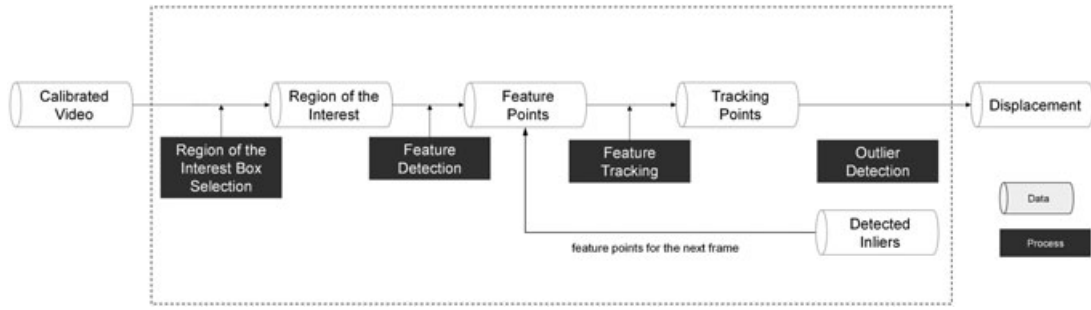 Calibrated
Video
Region of the
Interest
Feature
Points
Tracking
Points
Displacement
Region of the
Interest Box
Selection
Feature
Detection
Feature
Tracking
Outlier
Detection
Detected
Inliers
feature points for the next frame
Data
Process